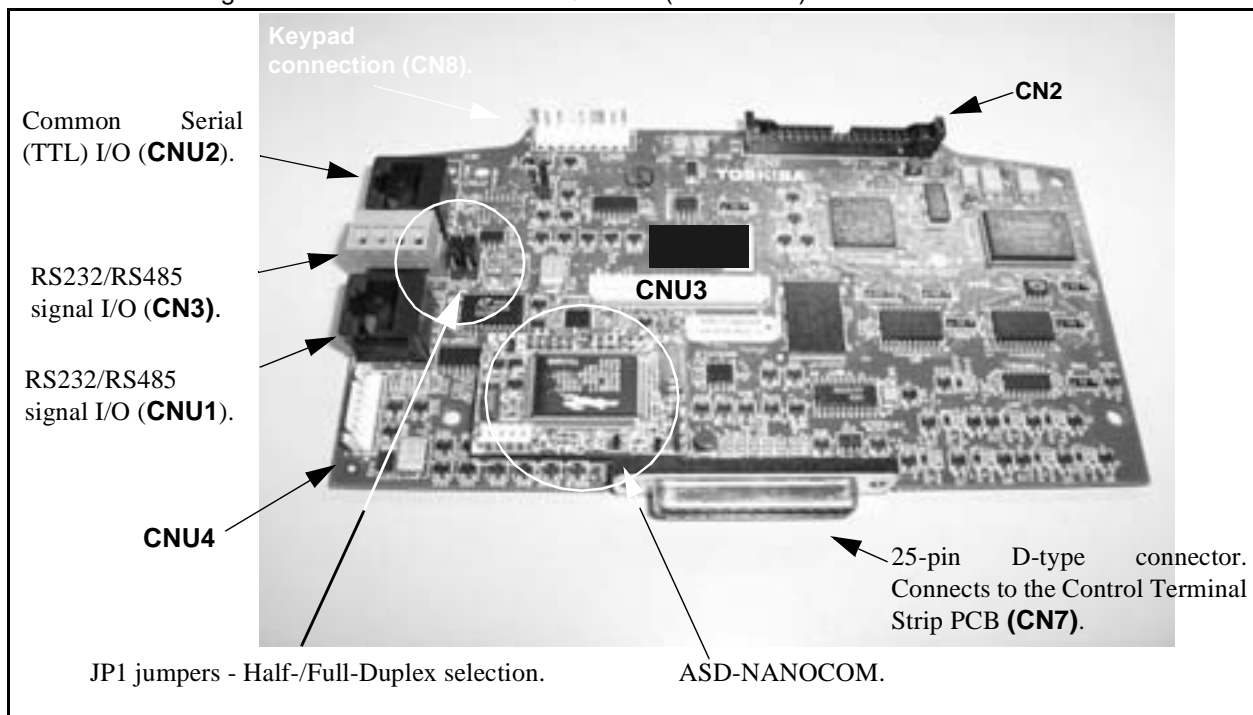 Keypad
connection (CN8).
CN2
Common Serial
(TTL) I/O (CNU2).
TOSHIBA
RS232/RS485
signal I/O (CN3).
CNU3
RS232/RS485
signal I/O (CNU1).
CNU4
25-pin D-type connector.
Connects to the Control Terminal
Strip PCB (CN7).
JP1 jumpers - Half-/Full-Duplex selection.
ASD-NANOCOM.